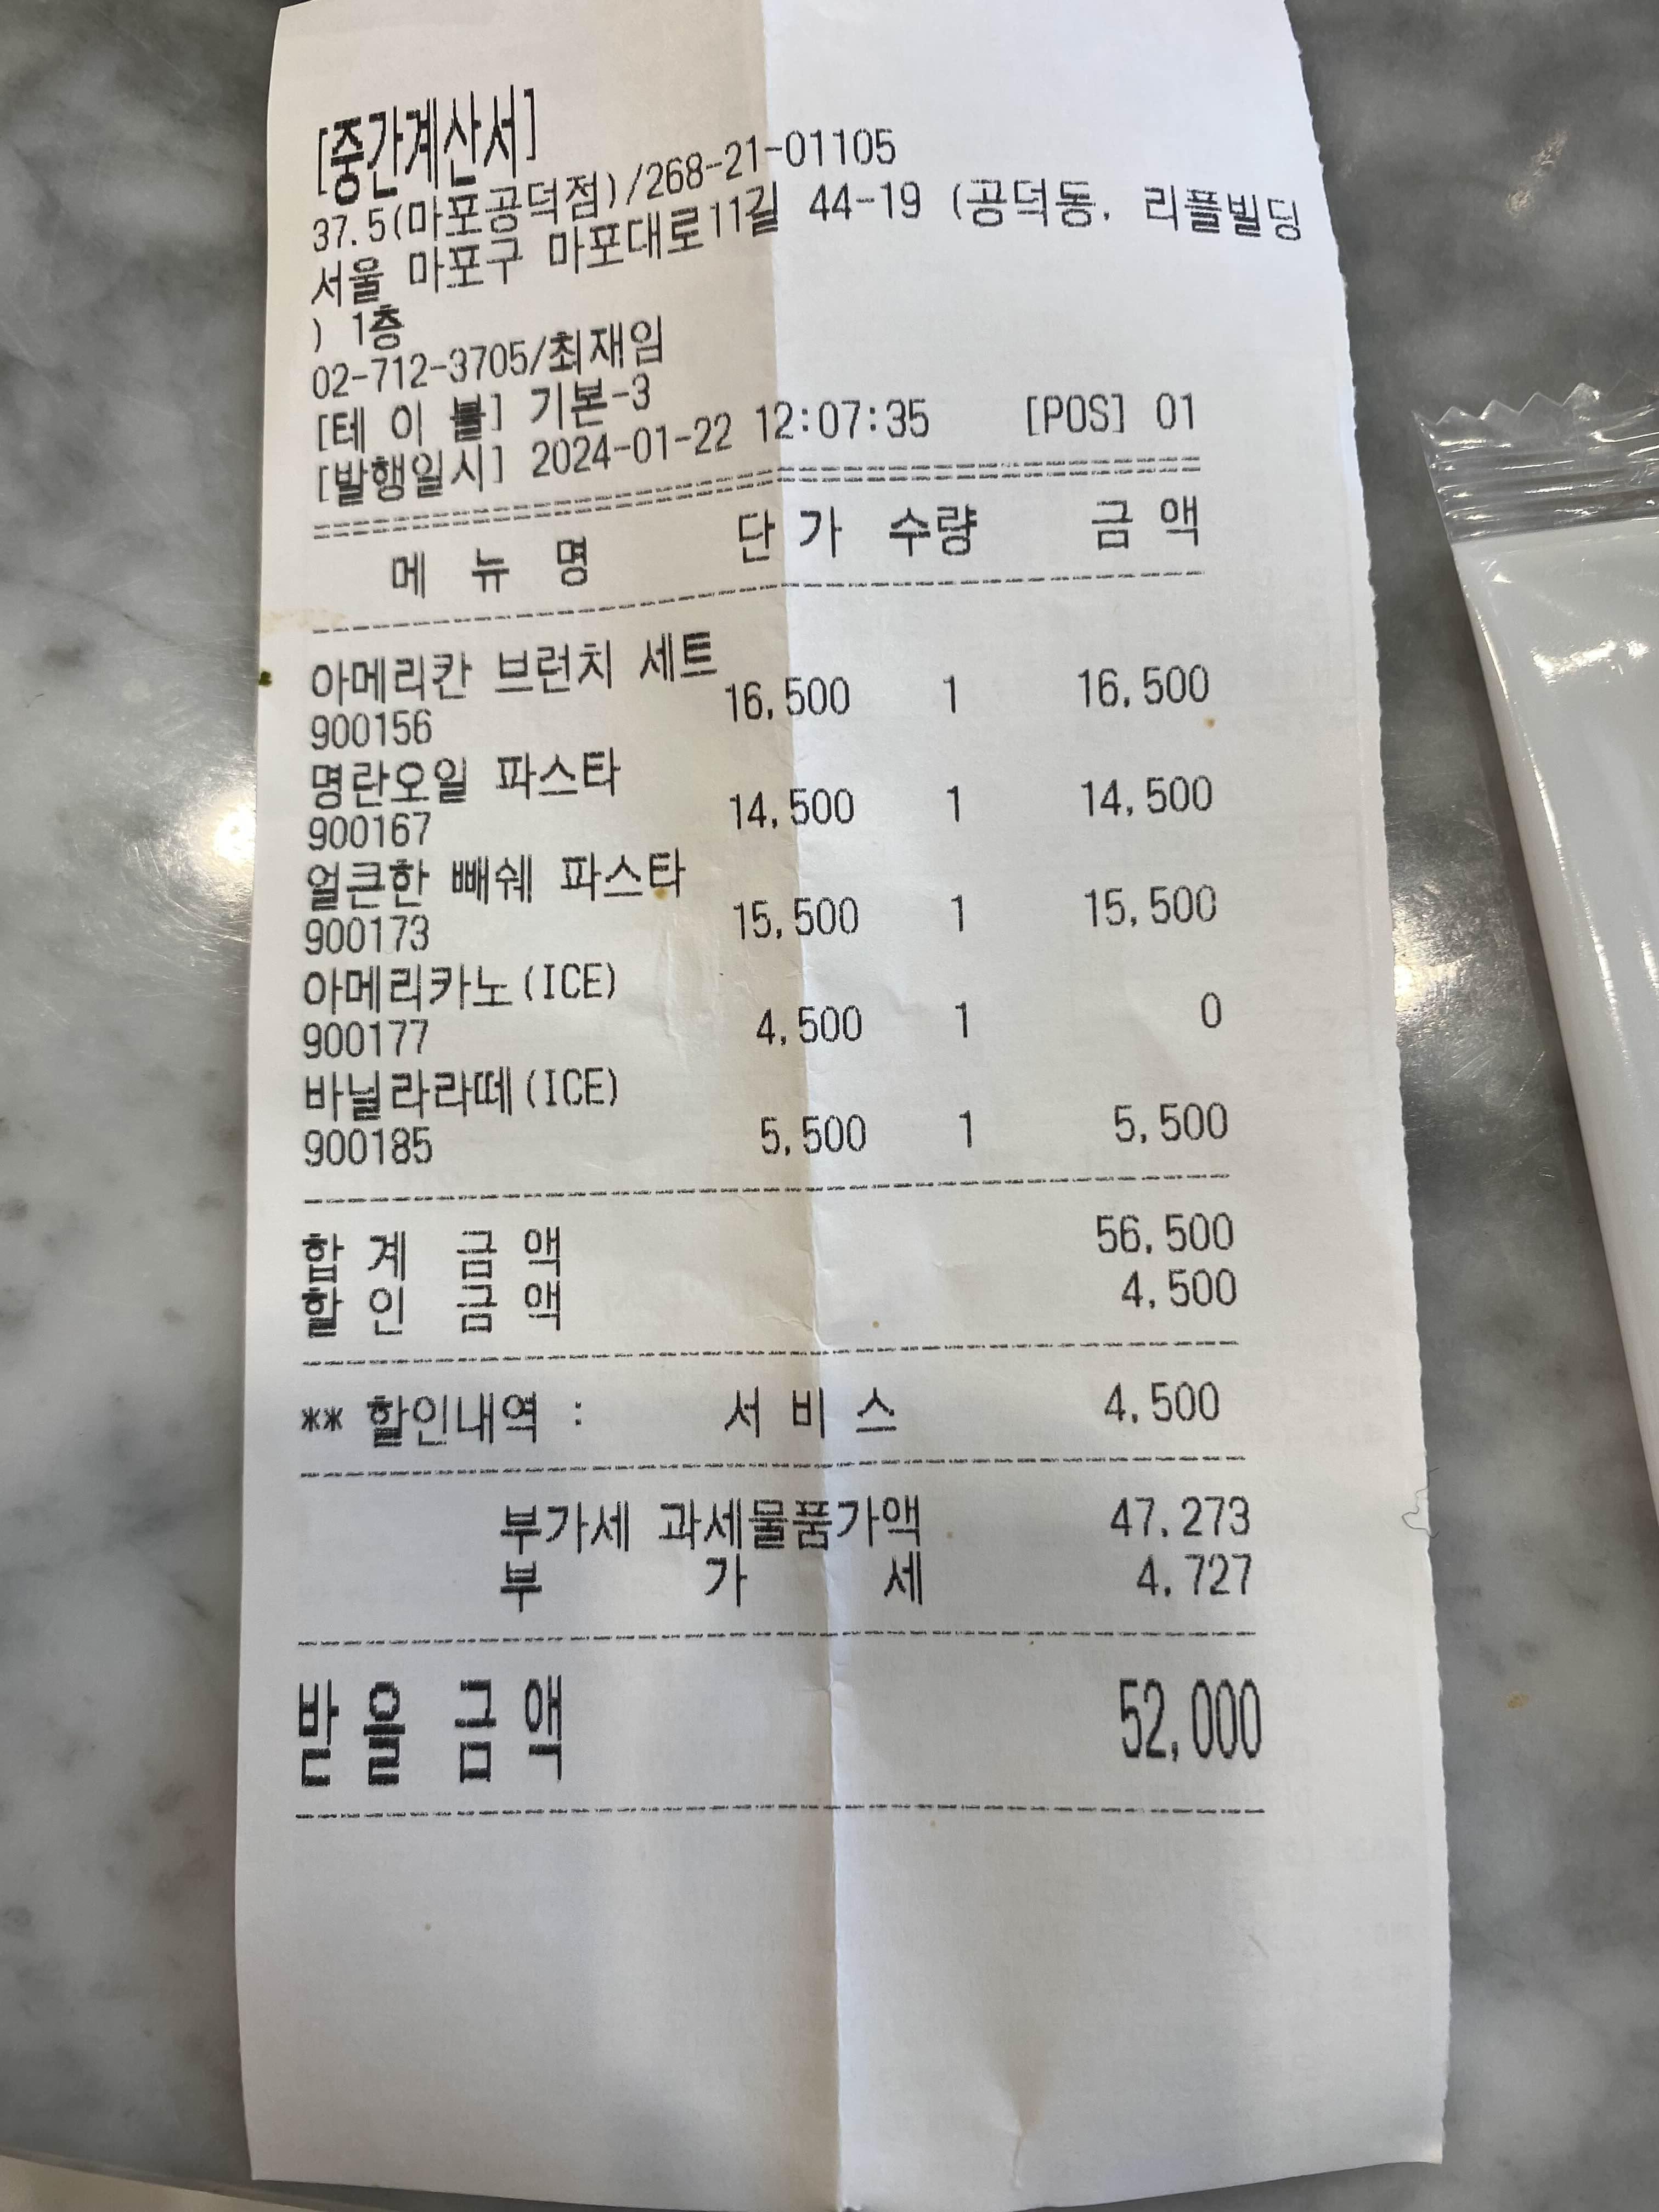 [중간계산서]
37.5(마포공덕점)/268-21-01105
서울 마포구 마포대로11길 44-19 (공덕동, 리플빌딩
) 1층
02-712-3705/최재임
[테 이 블] 기본-3
[발행일시] 2024-01-22 12:07:35 [POS] 01
메 뉴 명 단 가 수량 금 액
아메리칸 브런치 세트
900156 16,500 1 16,500
명란오일 파스타
900167 14,500 1 14,500
얼큰한 빼쉐 파스타
900173 15,500 1 15,500
아메리카노(ICE)
900177 4,500 1 0
바닐라라떼(ICE)
900185 5,500 1 5,500
합 계 금 액 56,500
할 인 금 액 4,500
** 할인내역 : 서 비 스 4,500
부가세 과세물품가액 47,273
부 가 세 4,727
받 을 금 액 52,000